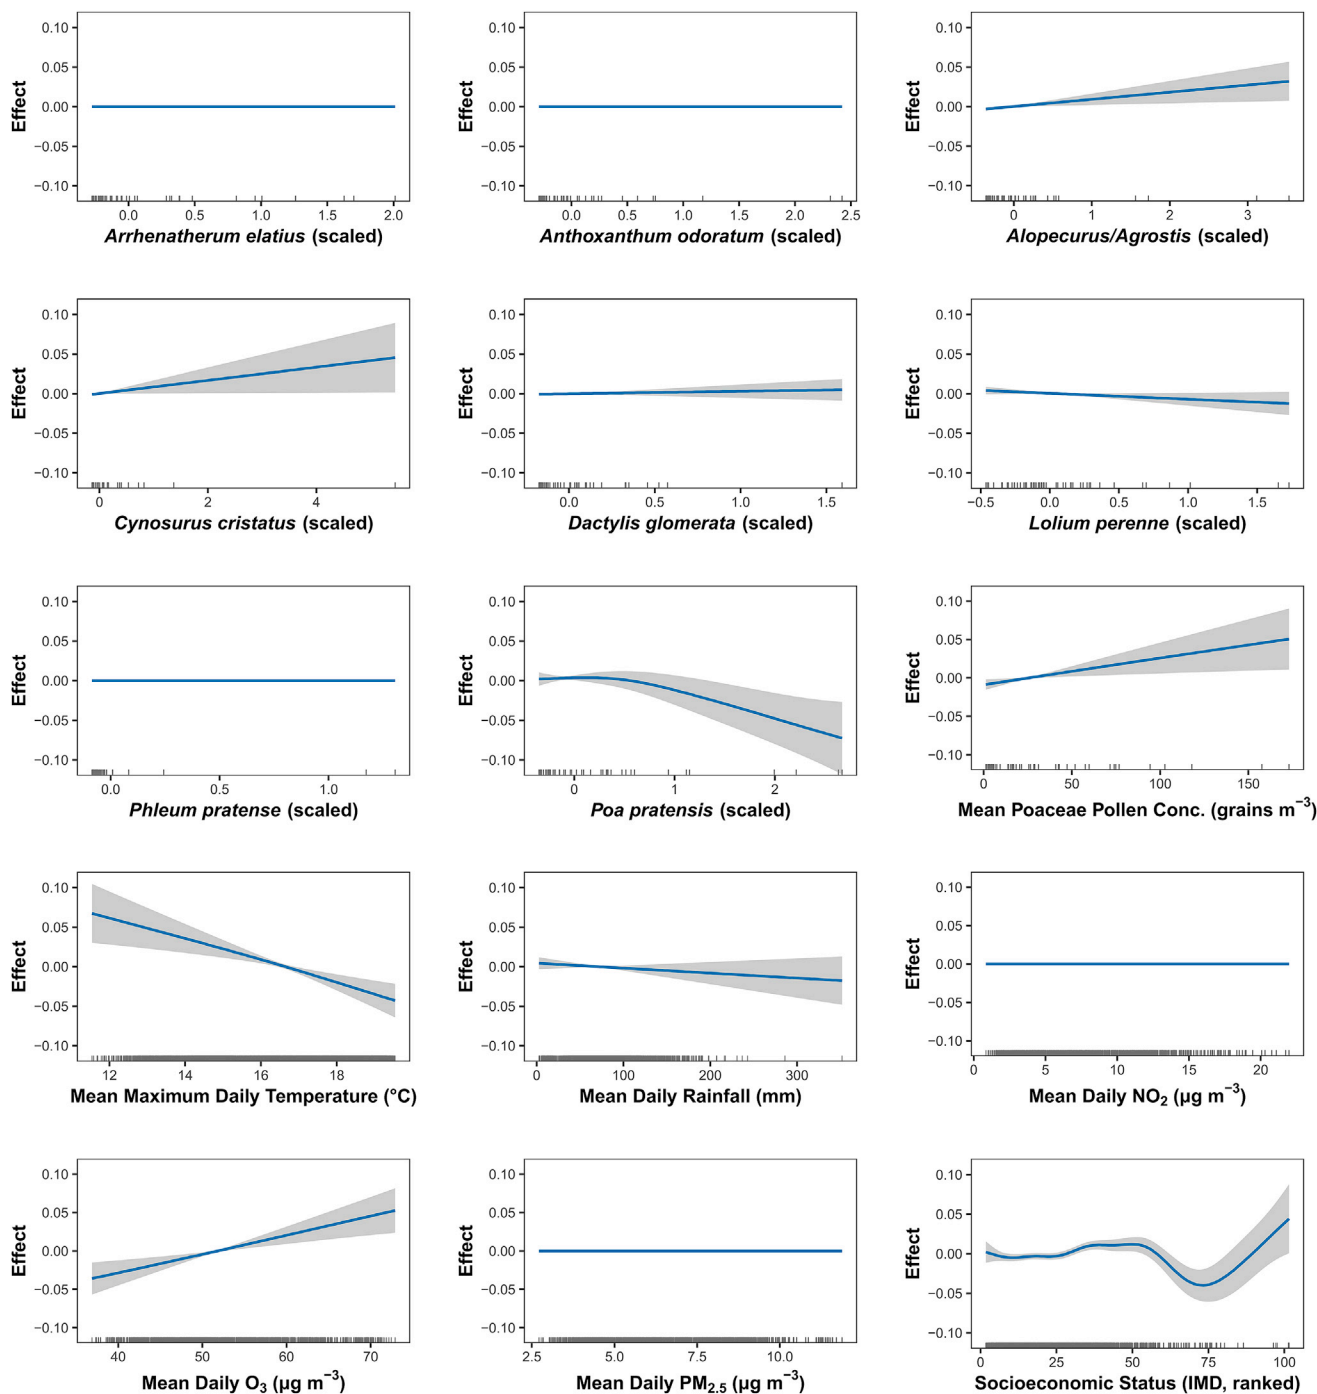 Effect
0.10
0.05
0.00
−0.05
−0.10
0.0 0.5 1.0 1.5 2.0
Arrhenatherum elatius (scaled)
Effect
0.10
0.05
0.00
−0.05
−0.10
0.0 0.5 1.0 1.5 2.0 2.5
Anthoxanthum odoratum (scaled)
Effect
0.10
0.05
0.00
−0.05
−0.10
0 1 2 3
Alopecurus/Agrostis (scaled)
Effect
0.10
0.05
0.00
−0.05
−0.10
0 2 4
Cynosurus cristatus (scaled)
Effect
0.10
0.05
0.00
−0.05
−0.10
0.0 0.5 1.0 1.5
Dactylis glomerata (scaled)
Effect
0.10
0.05
0.00
−0.05
−0.10
−0.5 0.0 0.5 1.0 1.5
Lolium perenne (scaled)
Effect
0.10
0.05
0.00
−0.05
−0.10
0.0 0.5 1.0
Phleum pratense (scaled)
Effect
0.10
0.05
0.00
−0.05
−0.10
0 1 2
Poa pratensis (scaled)
Effect
0.10
0.05
0.00
−0.05
−0.10
0 50 100 150
Mean Poaceae Pollen Conc. (grains m⁻³)
Effect
0.10
0.05
0.00
−0.05
−0.10
12 14 16 18
Mean Maximum Daily Temperature (°C)
Effect
0.10
0.05
0.00
−0.05
−0.10
0 100 200 300
Mean Daily Rainfall (mm)
Effect
0.10
0.05
0.00
−0.05
−0.10
0 5 10 15 20
Mean Daily NO₂ (µg m⁻³)
Effect
0.10
0.05
0.00
−0.05
−0.10
40 50 60 70
Mean Daily O₃ (µg m⁻³)
Effect
0.10
0.05
0.00
−0.05
−0.10
2.5 5.0 7.5 10.0
Mean Daily PM₂.₅ (µg m⁻³)
Effect
0.10
0.05
0.00
−0.05
−0.10
0 25 50 75 100
Socioeconomic Status (IMD, ranked)